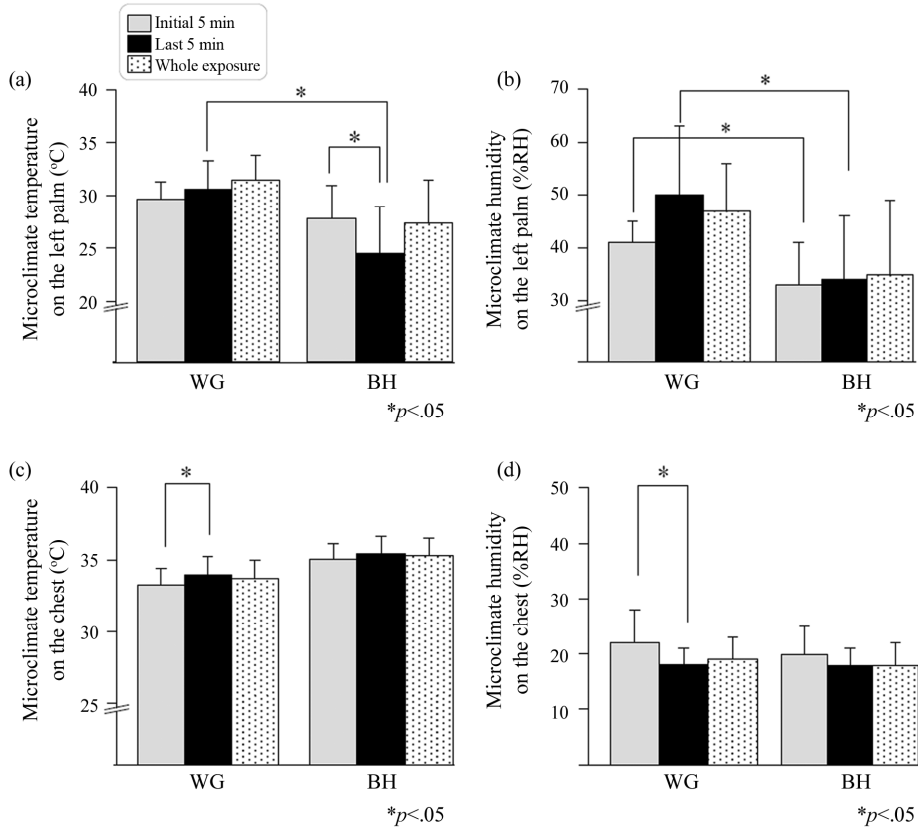 Initial 5 min
Last 5 min
Whole exposure
(a)
Microclimate temperature
on the left palm (°C)
40
35
30
25
20
*
*
WG
BH
*p<.05
(b)
Microclimate humidity
on the left palm (%RH)
70
60
50
40
30
*
*
WG
BH
*p<.05
(c)
Microclimate temperature
on the chest (°C)
40
35
30
25
*
WG
BH
*p<.05
(d)
Microclimate humidity
on the chest (%RH)
50
40
30
20
10
*
WG
BH
*p<.05